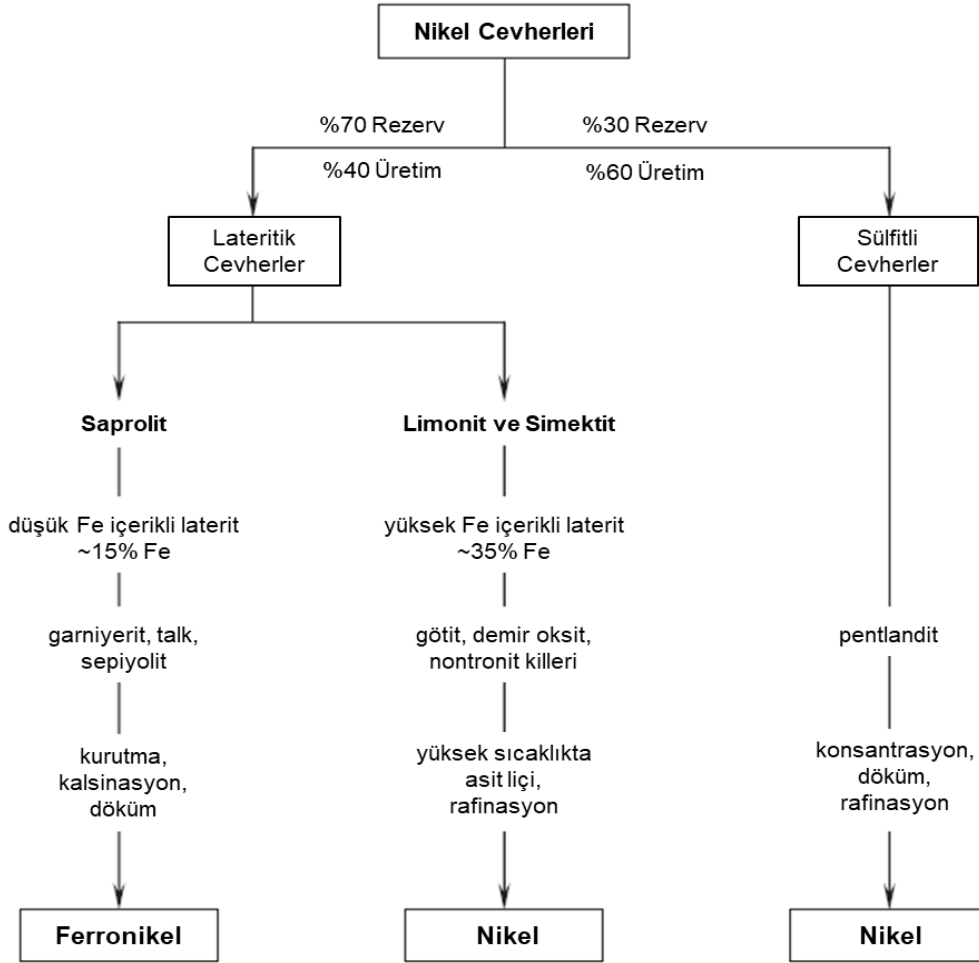 Nikel Cevherleri
%70 Rezerv
%30 Rezerv
%40 Üretim
%60 Üretim
Lateritik
Cevherler
Sülfitli
Cevherler
Saprolit
Limonit ve Simektit
düşük Fe içerikli laterit
~15% Fe
yüksek Fe içerikli laterit
~35% Fe
garniyerit, talk,
sepiyolit
götit, demir oksit,
nontronit killeri
pentlandit
kurutma,
kalsinasyon,
döküm
yüksek sıcaklıkta
asit liçi,
rafinasyon
konsantrasyon,
döküm,
rafinasyon
Ferronikel
Nikel
Nikel